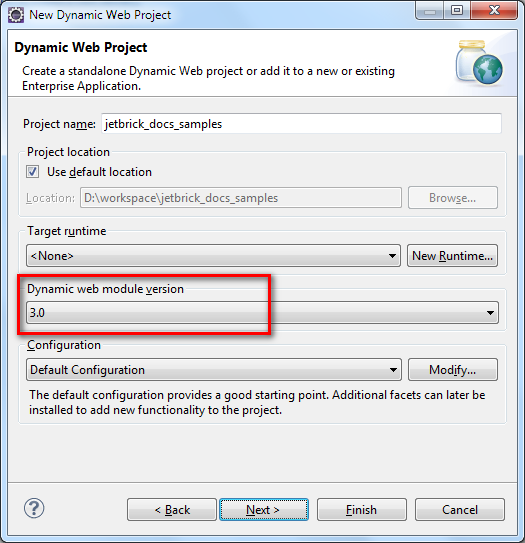 New Dynamic Web Project
Dynamic Web Project
Create a standalone Dynamic Web project or add it to a new or existing
Enterprise Application.
Project name: jetbrick_docs_samples
Project location
Use default location
Location: D:\workspace\jetbrick_docs_samples Browse...
Target runtime
<None> New Runtime...
Dynamic web module version
3.0
Configuration
Default Configuration Modify...
The default configuration provides a good starting point. Additional facets can later be
installed to add new functionality to the project.
? < Back Next > Finish Cancel